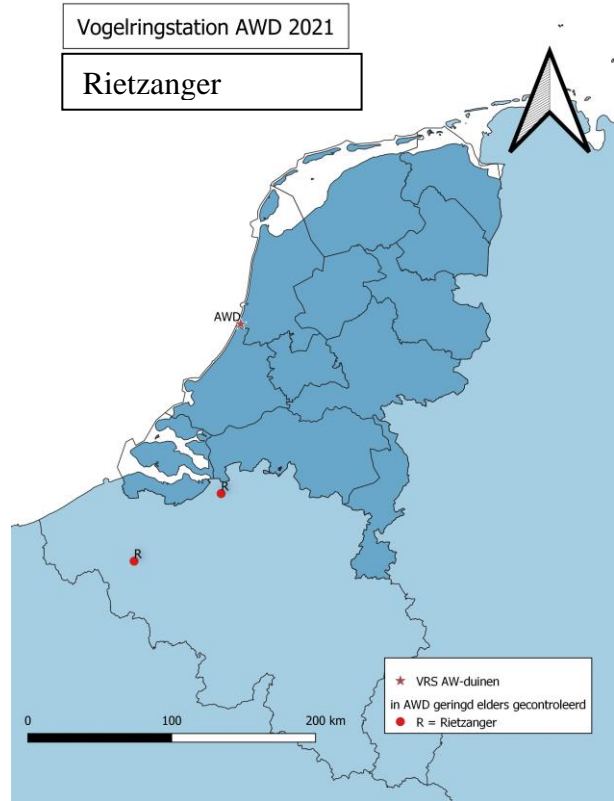 Vogelringstation AWD 2021
Rietzanger
AWD
R
R
VRS AW-duinen
in AWD geringd elders gecontroleerd
R = Rietzanger
0 100 200 km